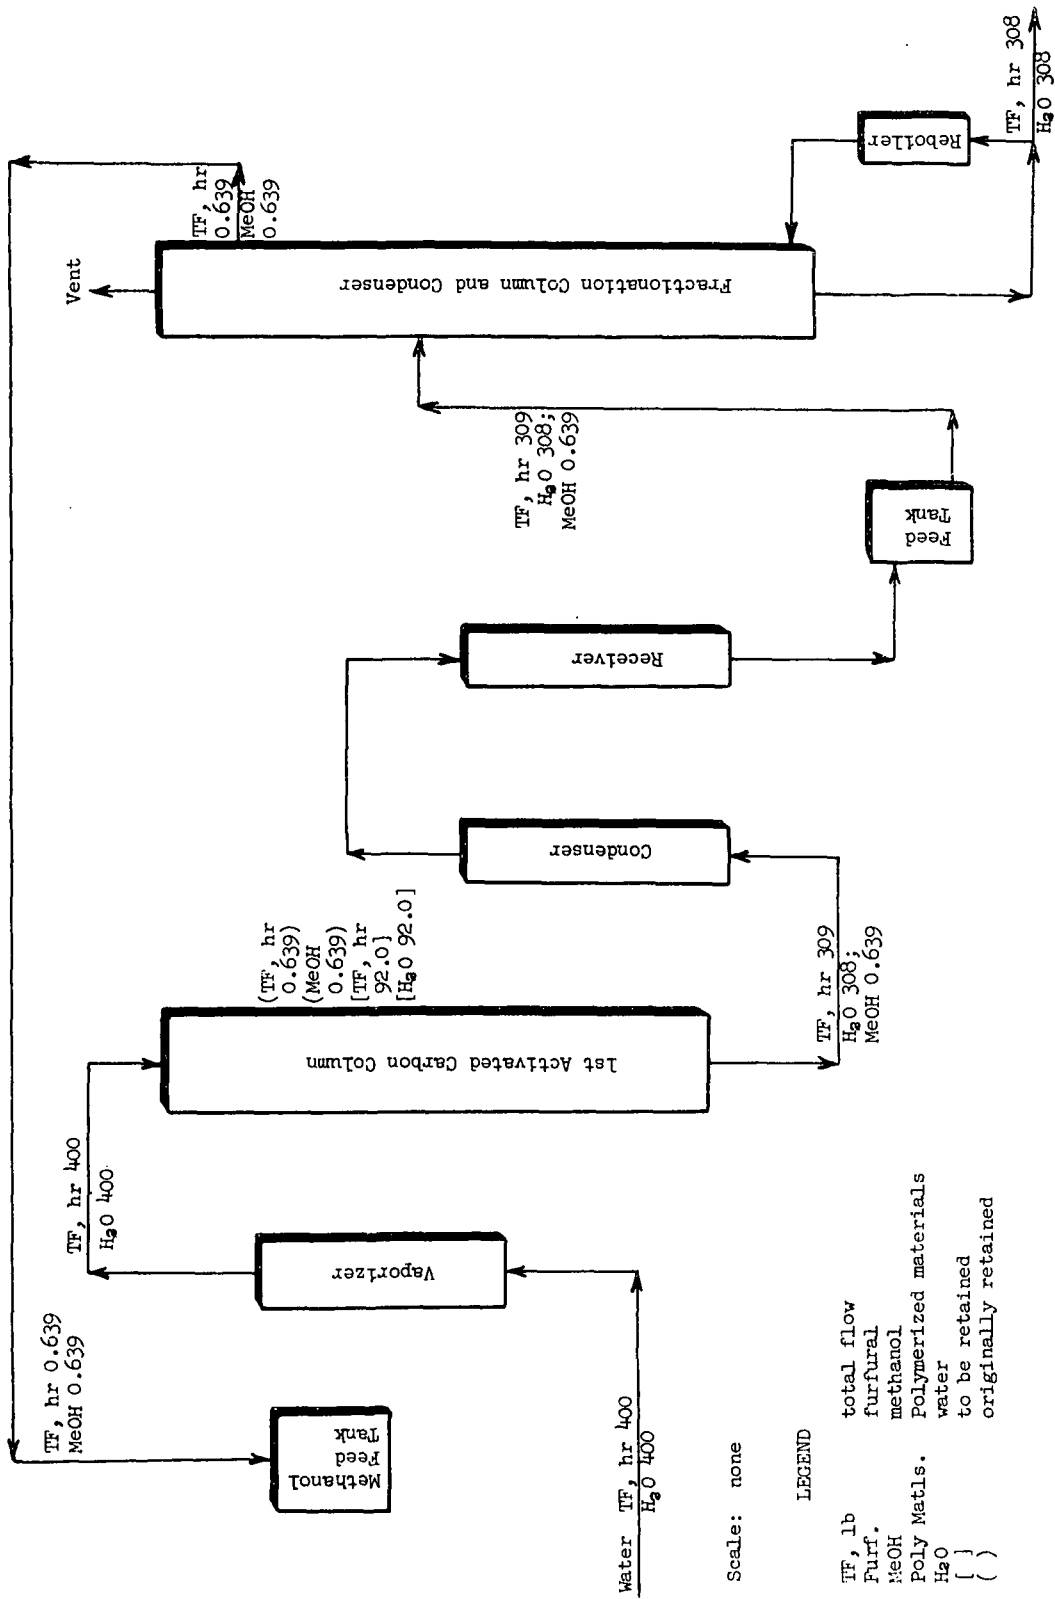 TF, hr 0.639
MeOH 0.639
Methanol
Feed
Tank
Water TF, hr 400
H2O 400
Vaporizer
TF, hr 400
H2O 400
1st Activated Carbon Column
(TF, hr
0.639)
(MeOH
0.639)
[TF, hr
92.0]
[H2O 92.0]
TF, hr 309
H2O 308;
MeOH 0.639
Condenser
Receiver
Feed
Tank
TF, hr 309
H2O 308;
MeOH 0.639
Fractionation Column and Condenser
Vent
TF, hr
0.639
MeOH
0.639
Reboiler
TF, hr 308
H2O 308
Scale: none
LEGEND
TF, lb total flow
Furf. furfural
MeOH methanol
Poly Matls. Polymerized materials
H2O water
[ ] to be retained
( ) originally retained